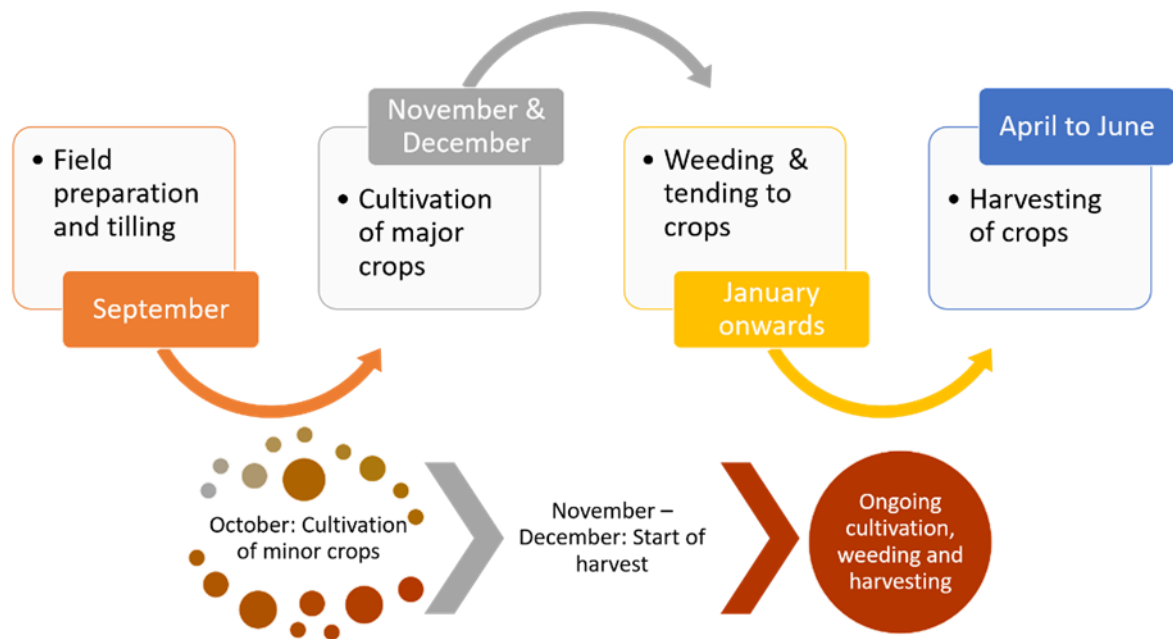 • Field
preparation
and tilling
September
November &
December
• Cultivation
of major
crops
• Weeding &
tending to
crops
January
onwards
April to June
• Harvesting
of crops
October: Cultivation
of minor crops
November –
December: Start of
harvest
Ongoing
cultivation,
weeding and
harvesting